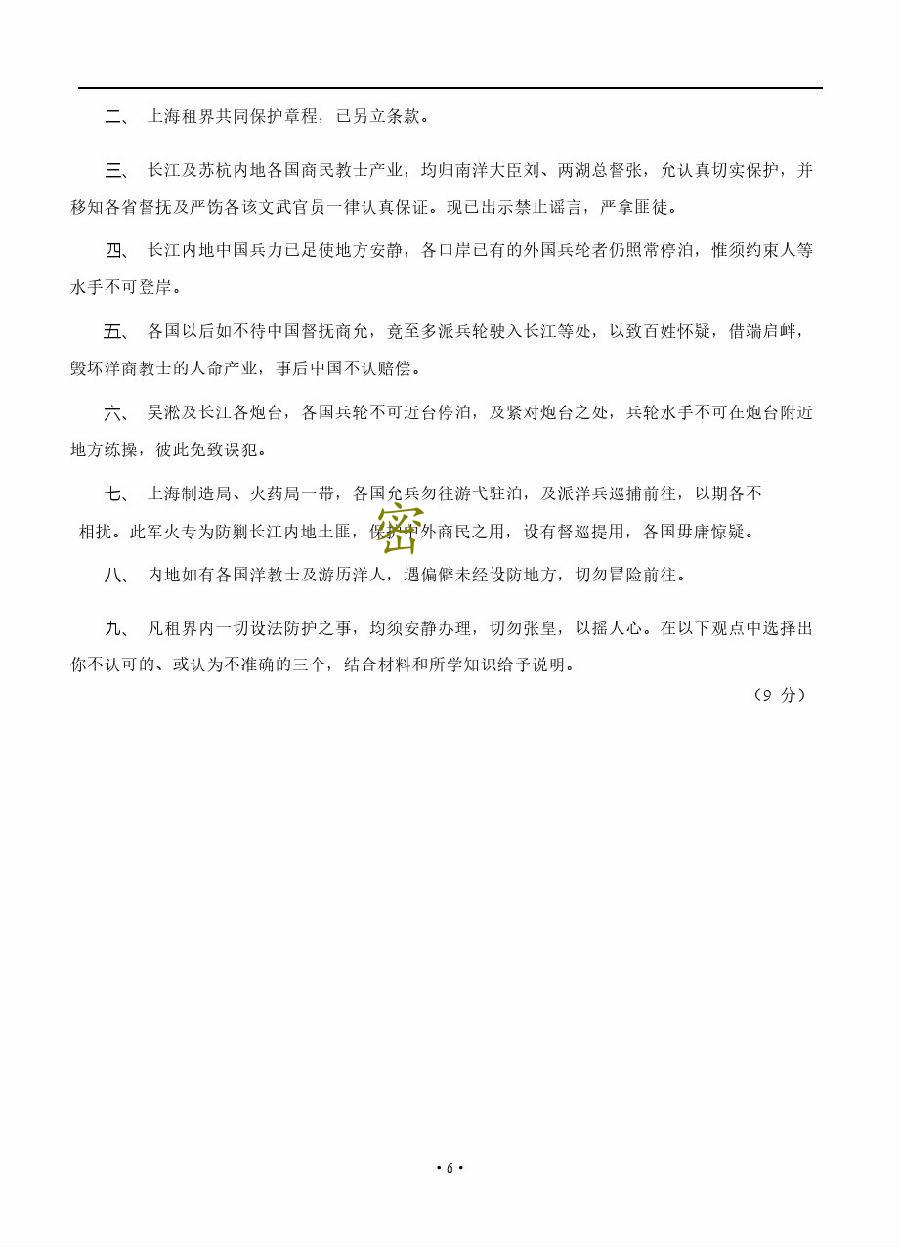 二、 上海租界共同保护章程，已另立条款。
三、 长江及苏杭内地各国商民教士产业，均归南洋大臣刘、两湖总督张，允认真切实保护，并
移知各省督抚及严饬各该文武官员一律认真保证。现已出示禁止谣言，严拿匪徒。
四、 长江内地中国兵力已足使地方安静，各口岸已有的外国兵轮者仍照常停泊，惟须约束人等
水手不可登岸。
五、 各国以后如不待中国督抚商允，竟至多派兵轮驶入长江等处，以致百姓怀疑，借端启衅，
毁坏洋商教士的人命产业，事后中国不认赔偿。
六、 吴淞及长江各炮台，各国兵轮不可近台停泊，及紧对炮台之处，兵轮水手不可在炮台附近
地方练操，彼此免致误犯。
七、 上海制造局、火药局一带，各国允兵勿往游弋驻泊，及派洋兵巡捕前往，以期各不
相扰。此军火专为防剿长江内地土匪，保护中外商民之用，设有督巡提用，各国毋庸惊疑。
密
八、 内地如有各国洋教士及游历洋人，遇偏僻未经设防地方，切勿冒险前往。
九、 凡租界内一切设法防护之事，均须安静办理，切勿张皇，以摇人心。在以下观点中选择出
你不认可的、或认为不准确的三个，结合材料和所学知识给予说明。
（9 分）
·6·